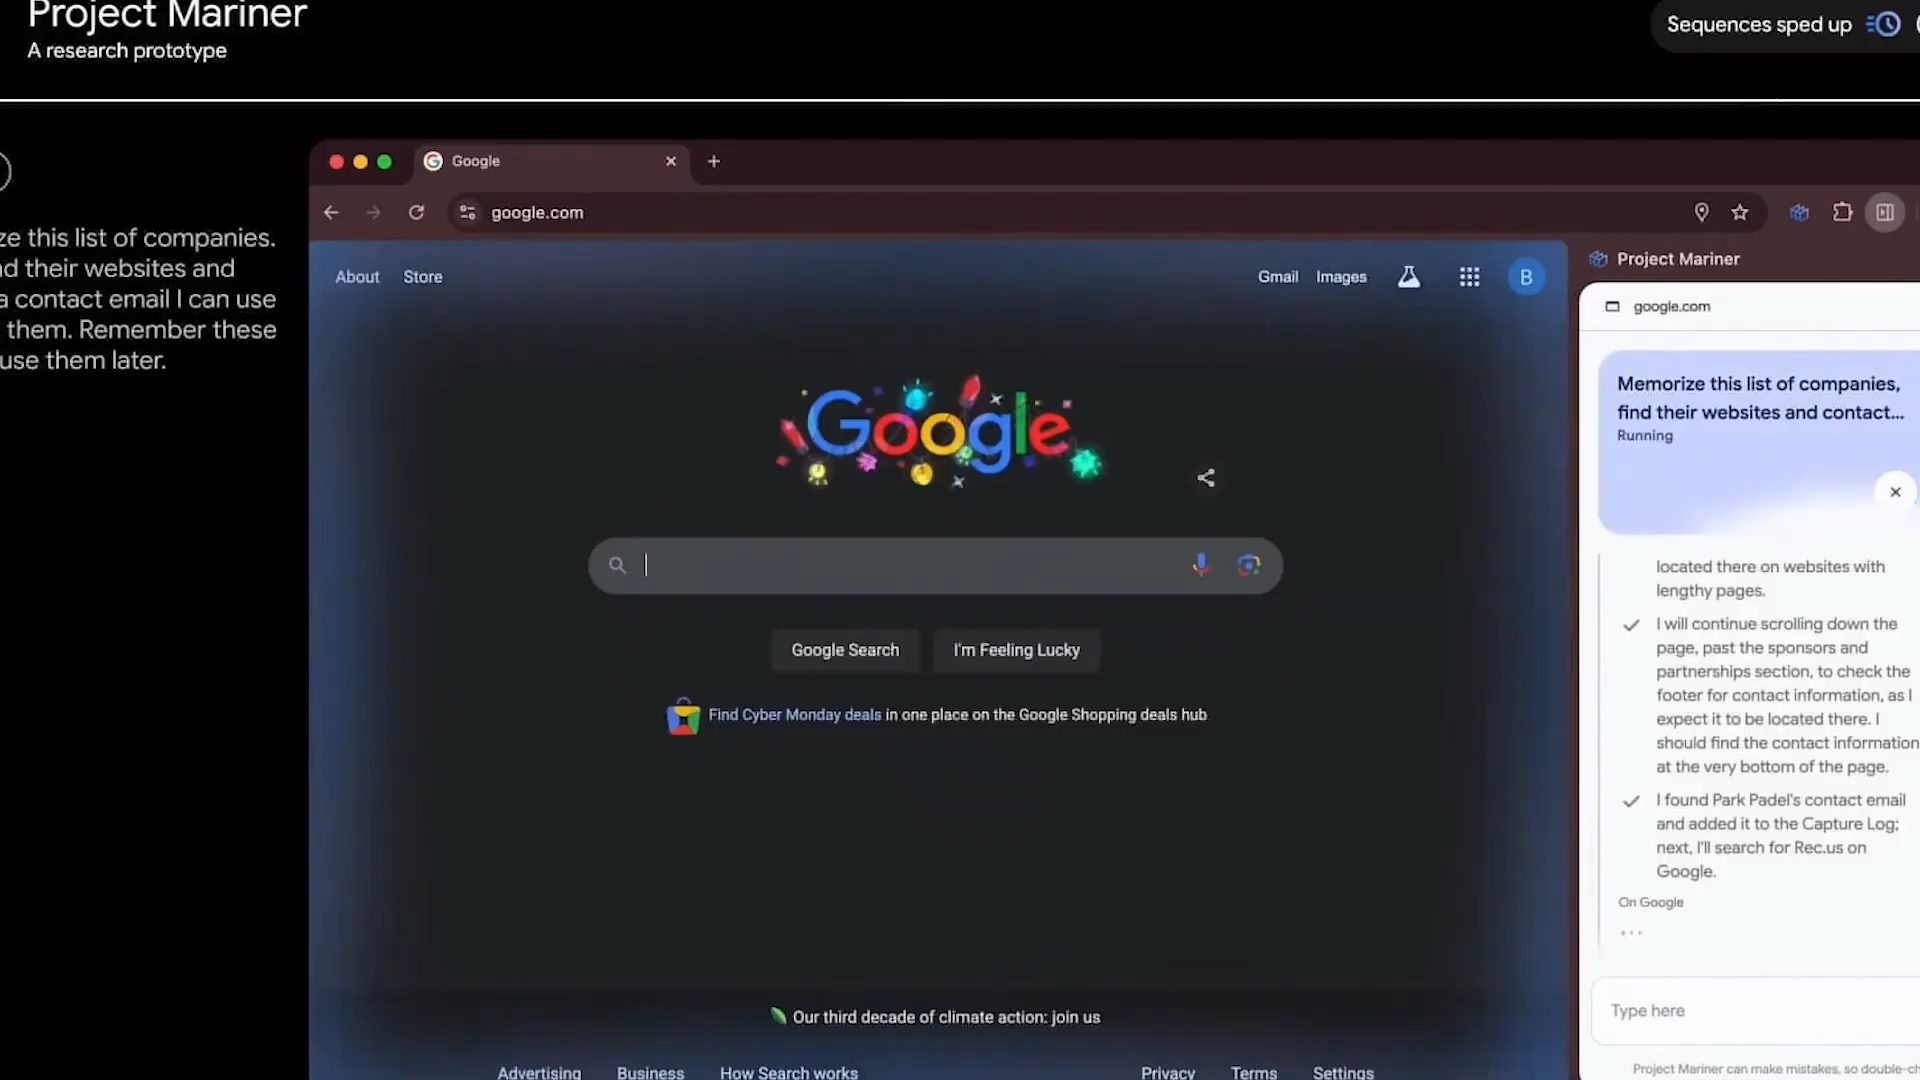 Project Mariner
A research prototype
Sequences sped up
ze this list of companies.
d their websites and
a contact email I can use
them. Remember these
use them later.
Google
google.com
About Store
Gmail Images
B
Google
Google Search
I'm Feeling Lucky
Find Cyber Monday deals in one place on the Google Shopping deals hub
Our third decade of climate action: join us
Advertising Business How Search works
Privacy Terms Settings
Project Mariner
google.com
Memorize this list of companies,
find their websites and contact...
Running
located there on websites with
lengthy pages.
I will continue scrolling down the
page, past the sponsors and
partnerships section, to check the
footer for contact information, as I
expect it to be located there. I
should find the contact information
at the very bottom of the page.
I found Park Padel's contact email
and added it to the Capture Log;
next, I'll search for Rec.us on
Google.
On Google
...
Type here
Project Mariner can make mistakes, so double-ch